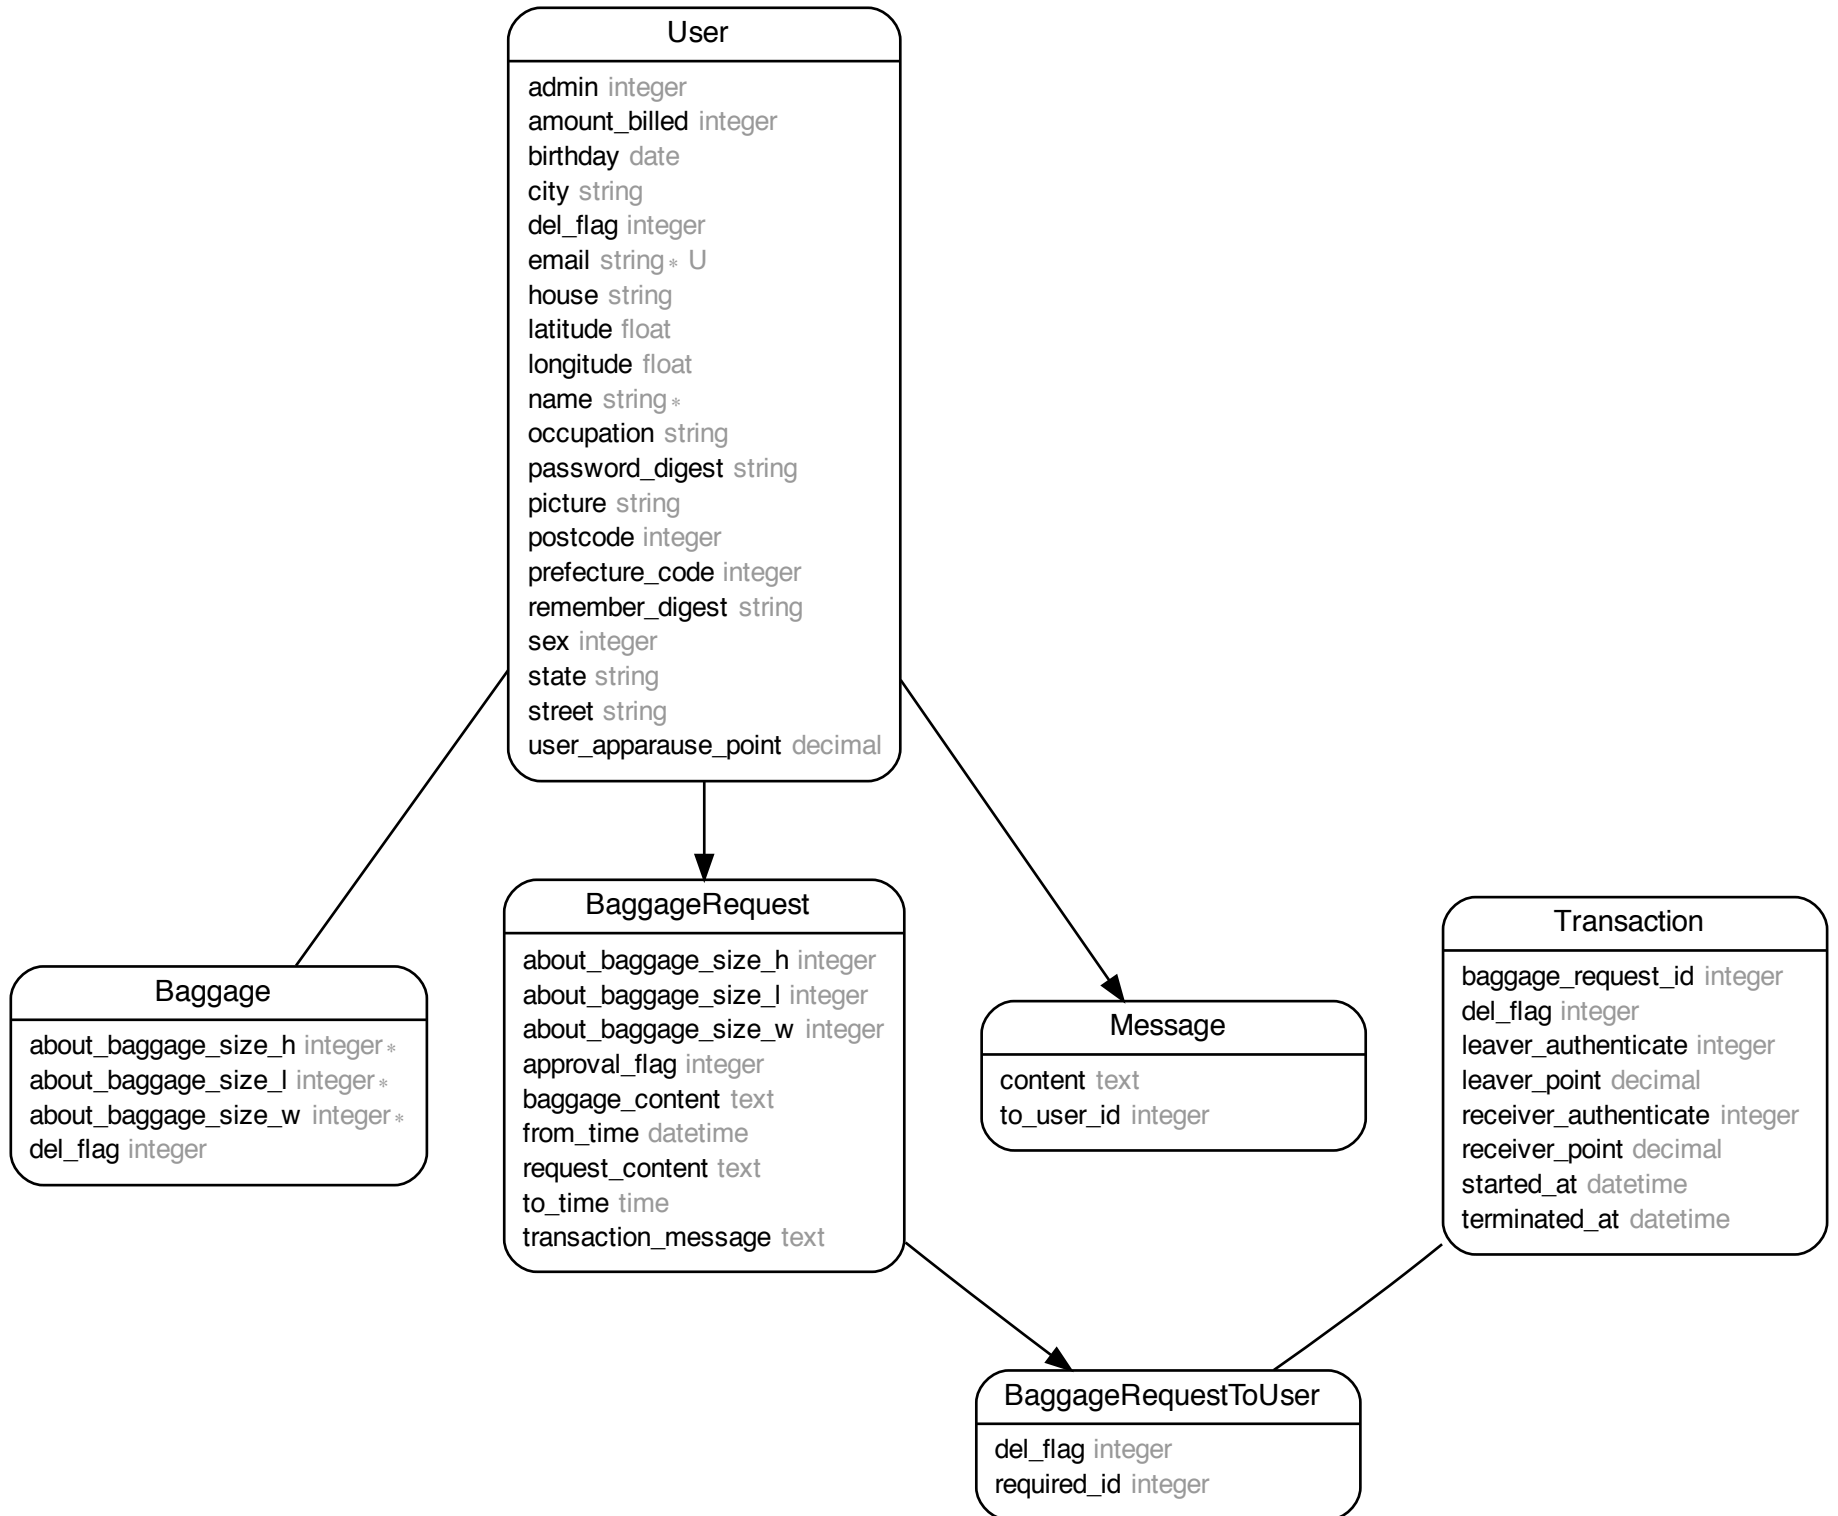 User
admin integer
amount_billed integer
birthday date
city string
del_flag integer
email string* U
house string
latitude float
longitude float
name string*
occupation string
password_digest string
picture string
postcode integer
prefecture_code integer
remember_digest string
sex integer
state string
street string
user_apparause_point decimal
Baggage
about_baggage_size_h integer*
about_baggage_size_l integer*
about_baggage_size_w integer*
del_flag integer
BaggageRequest
about_baggage_size_h integer
about_baggage_size_l integer
about_baggage_size_w integer
approval_flag integer
baggage_content text
from_time datetime
request_content text
to_time time
transaction_message text
Message
content text
to_user_id integer
Transaction
baggage_request_id integer
del_flag integer
leaver_authenticate integer
leaver_point decimal
receiver_authenticate integer
receiver_point decimal
started_at datetime
terminated_at datetime
BaggageRequestToUser
del_flag integer
required_id integer